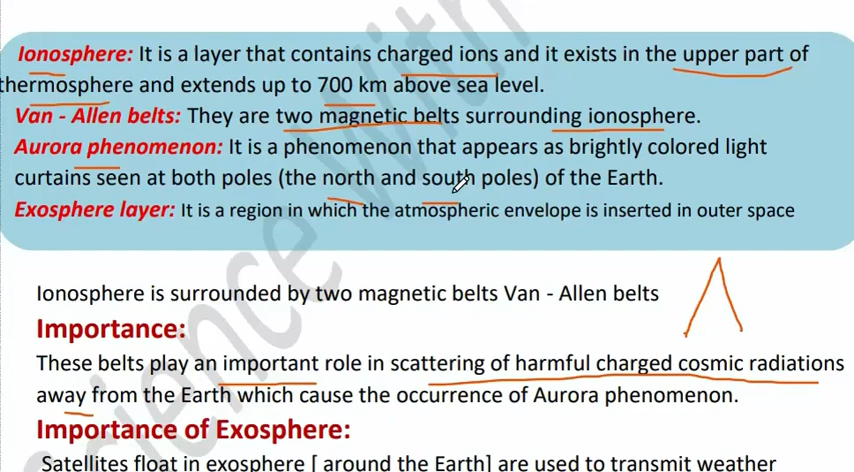 Ionosphere: It is a layer that contains charged ions and it exists in the upper part of
thermosphere and extends up to 700 km above sea level.
Van - Allen belts: They are two magnetic belts surrounding ionosphere.
Aurora phenomenon: It is a phenomenon that appears as brightly colored light
curtains seen at both poles (the north and south poles) of the Earth.
Exosphere layer: It is a region in which the atmospheric envelope is inserted in outer space
Ionosphere is surrounded by two magnetic belts Van - Allen belts
Importance:
These belts play an important role in scattering of harmful charged cosmic radiations
away from the Earth which cause the occurrence of Aurora phenomenon.
Importance of Exosphere:
Satellites float in exosphere [ around the Earth] are used to transmit weather
Science With